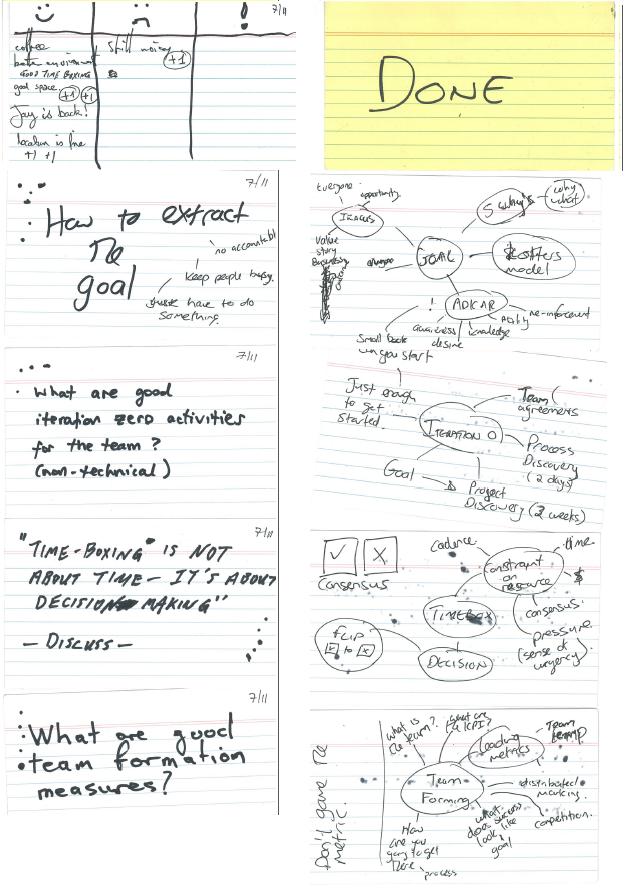 !
7/11
coffee
better environment
GOOD TIME BOXING
good space +1 +1
Jay is back!
location is fine
+1 +1
Still noisy
+1
DONE
7/11
How to extract
the
goal
no accountabl
keep people busy.
have to do
something.
7/11
What are good
iteration zero activities
for the team?
(non-technical)
7/11
"TIME-BOXING" IS NOT
ABOUT TIME - IT'S ABOUT
DECISION MAKING"
- DISCUSS -
7/11
What are good
team formation
measures?
Everyone
opportunity
Value
story
GOAL
5 why's
why
what
model
ADKAR
!
awareness
desire
knowledge
Ability
re-inforcement
Small
you start
Just enough
to get
started.
ITERATION 0
Team
agreements
Process
Discovery
(2 days)
Goal
Project
Discovery (2 weeks)
consensus
cadence
constraint
on
resource
time
$
consensus.
pressure
(sense of
urgency)
TIMEBOX
FLIP
to
DECISION
Don't game the
metric.
what is
the team?
what are
the KPI?
Leading
metrics
Team
temp
Team
Forming
distributed
competition.
How
are you
going to get
there
process
what
does success
look like
goal